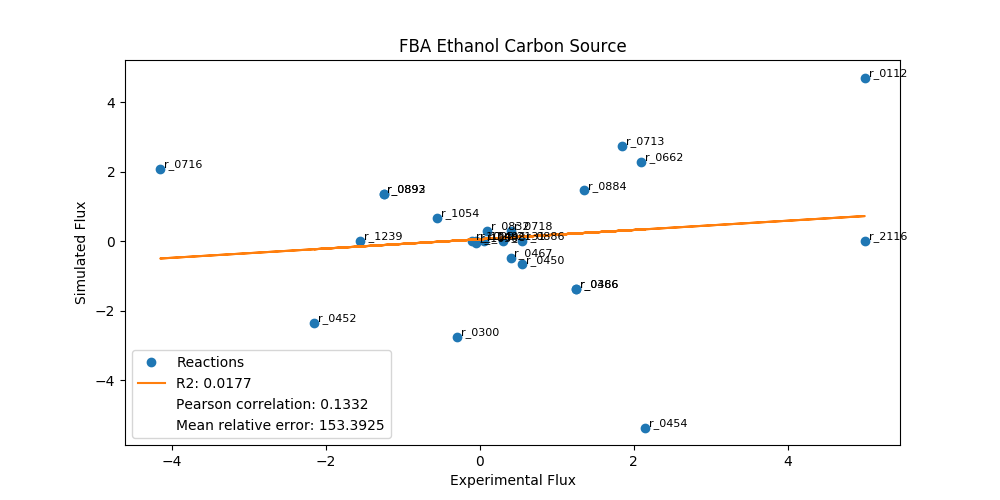 FBA Ethanol Carbon Source
r_0112
r_0713
r_0662
r_0716
r_0884
r_1054
r_0832
r_0718
r_1239
r_0886
r_2116
r_0467
r_0450
r_0452
r_0300
r_0454
Simulated Flux
4
2
0
−2
−4
Reactions
R2: 0.0177
Pearson correlation: 0.1332
Mean relative error: 153.3925
−4
−2
0
2
4
Experimental Flux